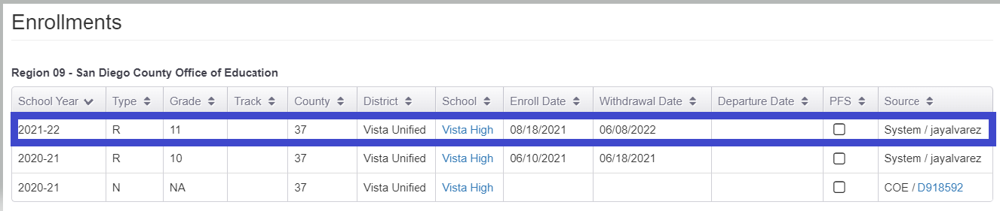 Enrollments
Region 09 - San Diego County Office of Education
School Year Type Grade Track County District School Enroll Date Withdrawal Date Departure Date PFS Source
2021-22 R 11 37 Vista Unified Vista High 08/18/2021 06/08/2022 System / jayalvarez
2020-21 R 10 37 Vista Unified Vista High 06/10/2021 06/18/2021 System / jayalvarez
2020-21 N NA 37 Vista Unified Vista High COE / D918592